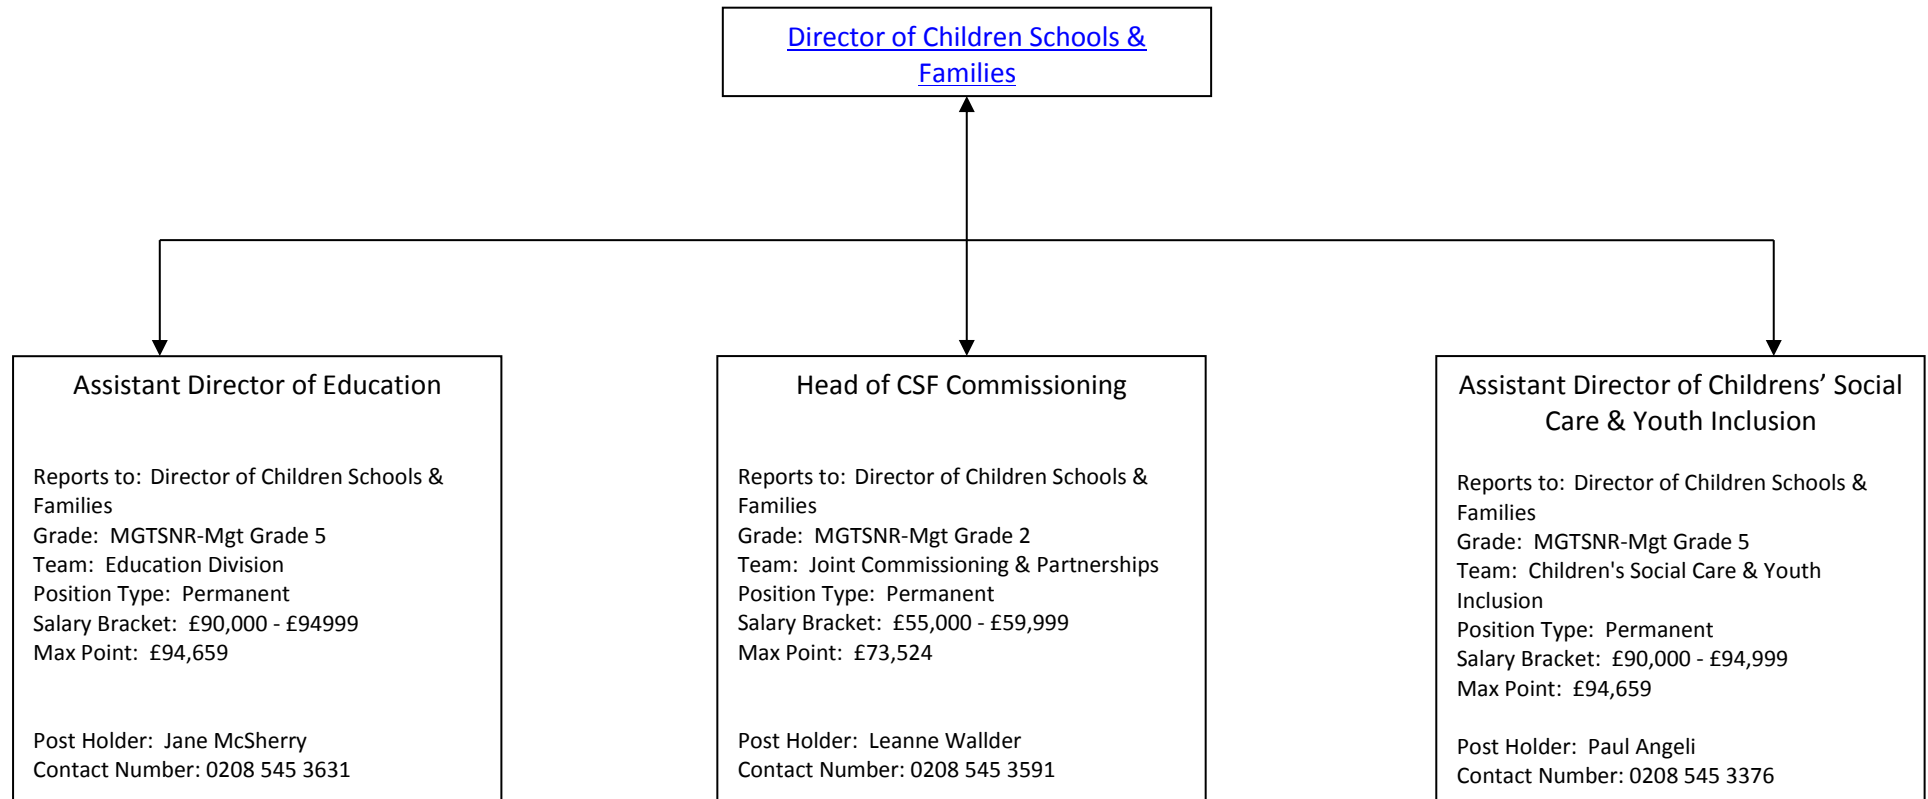 Director of Children Schools &
Families
Assistant Director of Education
Reports to: Director of Children Schools &
Families
Grade: MGTSNR-Mgt Grade 5
Team: Education Division
Position Type: Permanent
Salary Bracket: £90,000 - £94999
Max Point: £94,659
Post Holder: Jane McSherry
Contact Number: 0208 545 3631
Head of CSF Commissioning
Reports to: Director of Children Schools &
Families
Grade: MGTSNR-Mgt Grade 2
Team: Joint Commissioning & Partnerships
Position Type: Permanent
Salary Bracket: £55,000 - £59,999
Max Point: £73,524
Post Holder: Leanne Wallder
Contact Number: 0208 545 3591
Assistant Director of Childrens’ Social
Care & Youth Inclusion
Reports to: Director of Children Schools &
Families
Grade: MGTSNR-Mgt Grade 5
Team: Children's Social Care & Youth
Inclusion
Position Type: Permanent
Salary Bracket: £90,000 - £94,999
Max Point: £94,659
Post Holder: Paul Angeli
Contact Number: 0208 545 3376